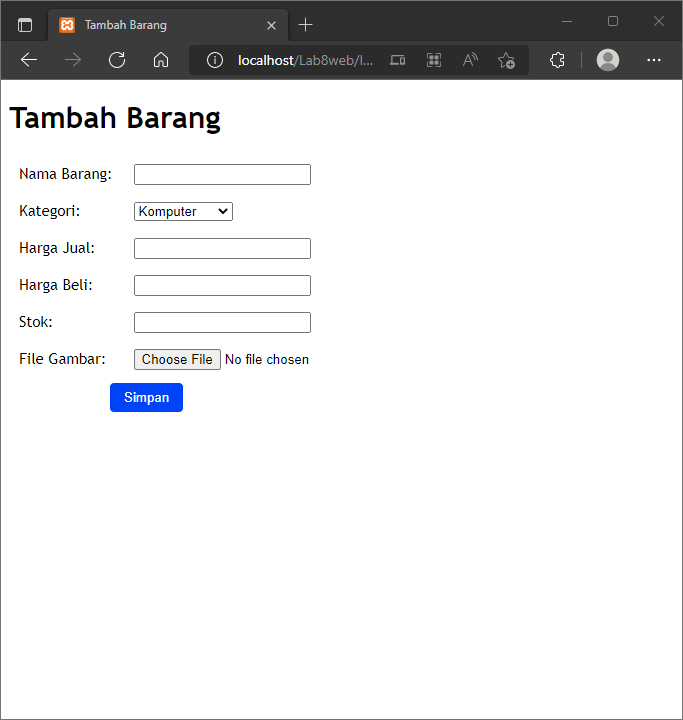 Tambah Barang
localhost/Lab8web/l...
Tambah Barang
Nama Barang:
Kategori: Komputer
Harga Jual:
Harga Beli:
Stok:
File Gambar: Choose File No file chosen
Simpan